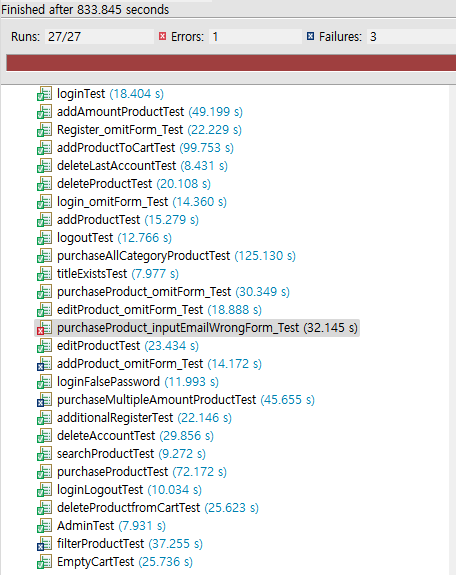 Finished after 833.845 seconds
Runs: 27/27 Errors: 1 Failures: 3
loginTest (18.404 s)
addAmountProductTest (49.199 s)
Register_omitForm_Test (22.229 s)
addProductToCartTest (99.753 s)
deleteLastAccountTest (8.431 s)
deleteProductTest (20.108 s)
login_omitForm_Test (14.360 s)
addProductTest (15.279 s)
logoutTest (12.766 s)
purchaseAllCategoryProductTest (125.130 s)
titleExistsTest (7.977 s)
purchaseProduct_omitForm_Test (30.349 s)
editProduct_omitForm_Test (18.888 s)
purchaseProduct_inputEmailWrongForm_Test (32.145 s)
editProductTest (23.434 s)
addProduct_omitForm_Test (14.172 s)
loginFalsePassword (11.993 s)
purchaseMultipleAmountProductTest (45.655 s)
additionalRegisterTest (22.146 s)
deleteAccountTest (29.856 s)
searchProductTest (9.272 s)
purchaseProductTest (72.172 s)
loginLogoutTest (10.034 s)
deleteProductfromCartTest (25.623 s)
AdminTest (7.931 s)
filterProductTest (37.255 s)
EmptyCartTest (25.736 s)